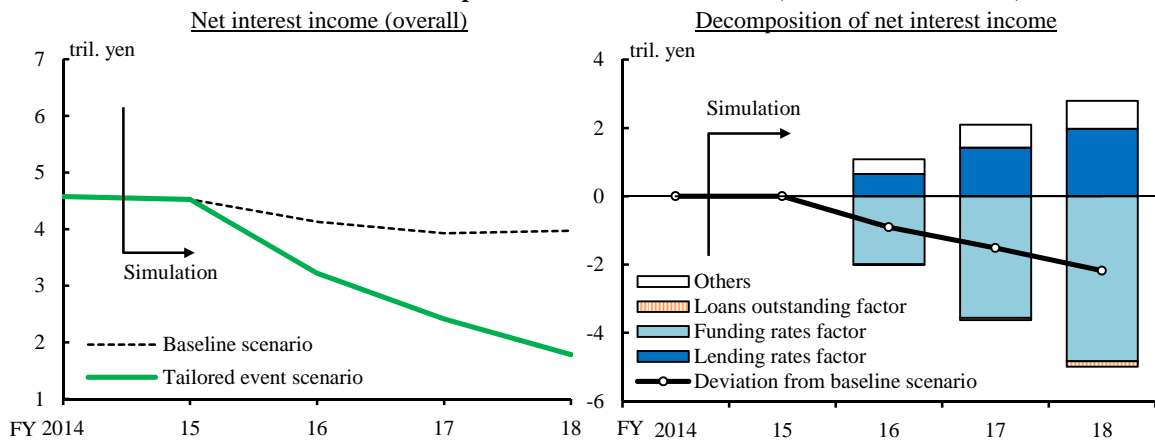 Net interest income (overall)
tril. yen
7
6
5
4
3
2
1
Simulation
Baseline scenario
Tailored event scenario
FY 2014 15 16 17 18
Decomposition of net interest income
tril. yen
4
2
0
-2
-4
-6
Simulation
Others
Loans outstanding factor
Funding rates factor
Lending rates factor
Deviation from baseline scenario
FY 2014 15 16 17 18